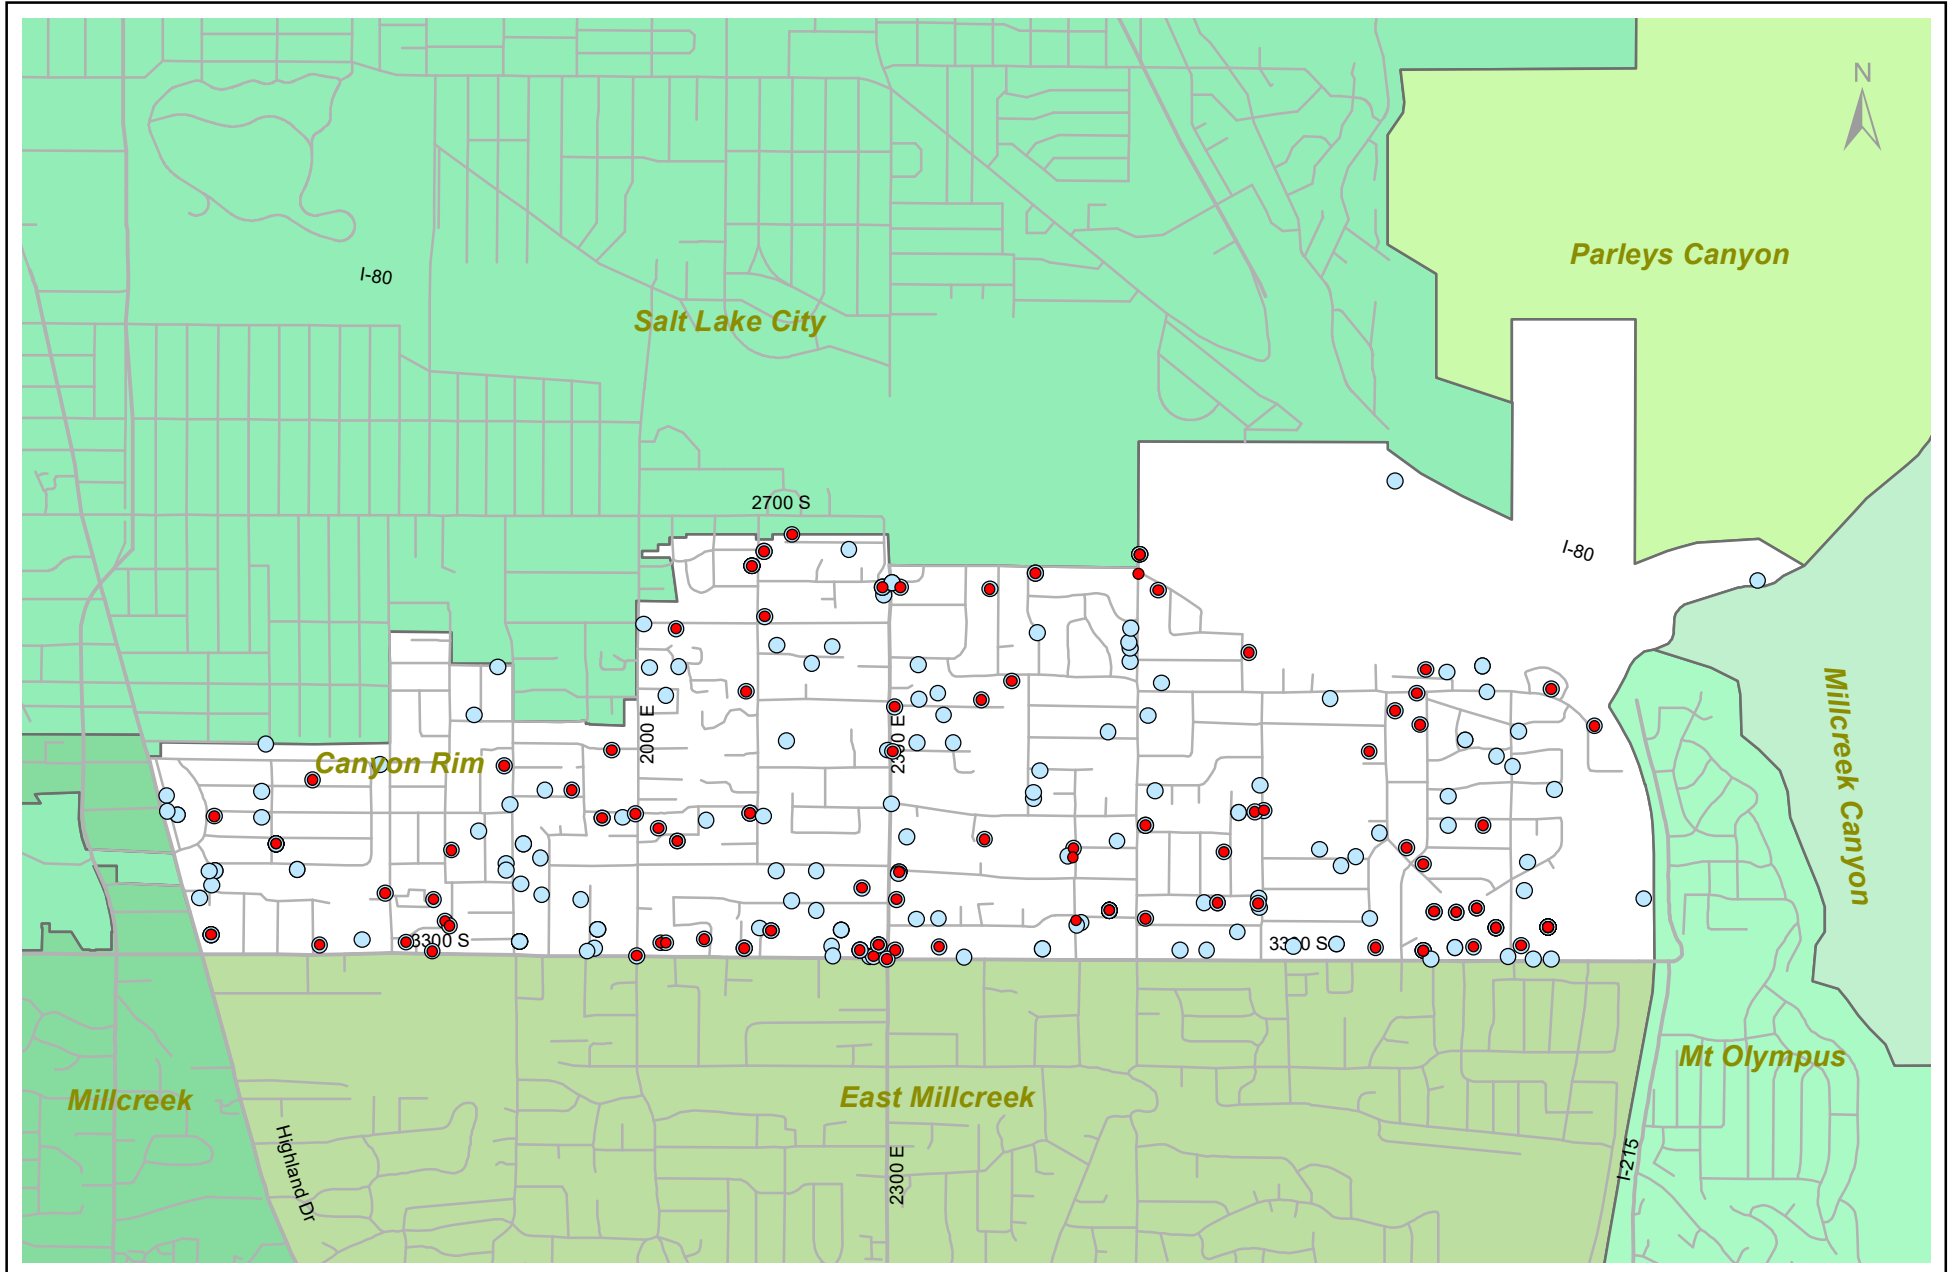 N
Parleys Canyon
I-80
Salt Lake City
2700 S
I-80
2000 E
2300 E
Canyon Rim
Millcreek Canyon
3300 S
3300 S
Mt Olympus
Millcreek
East Millcreek
Highland Dr
2300 E
I-215